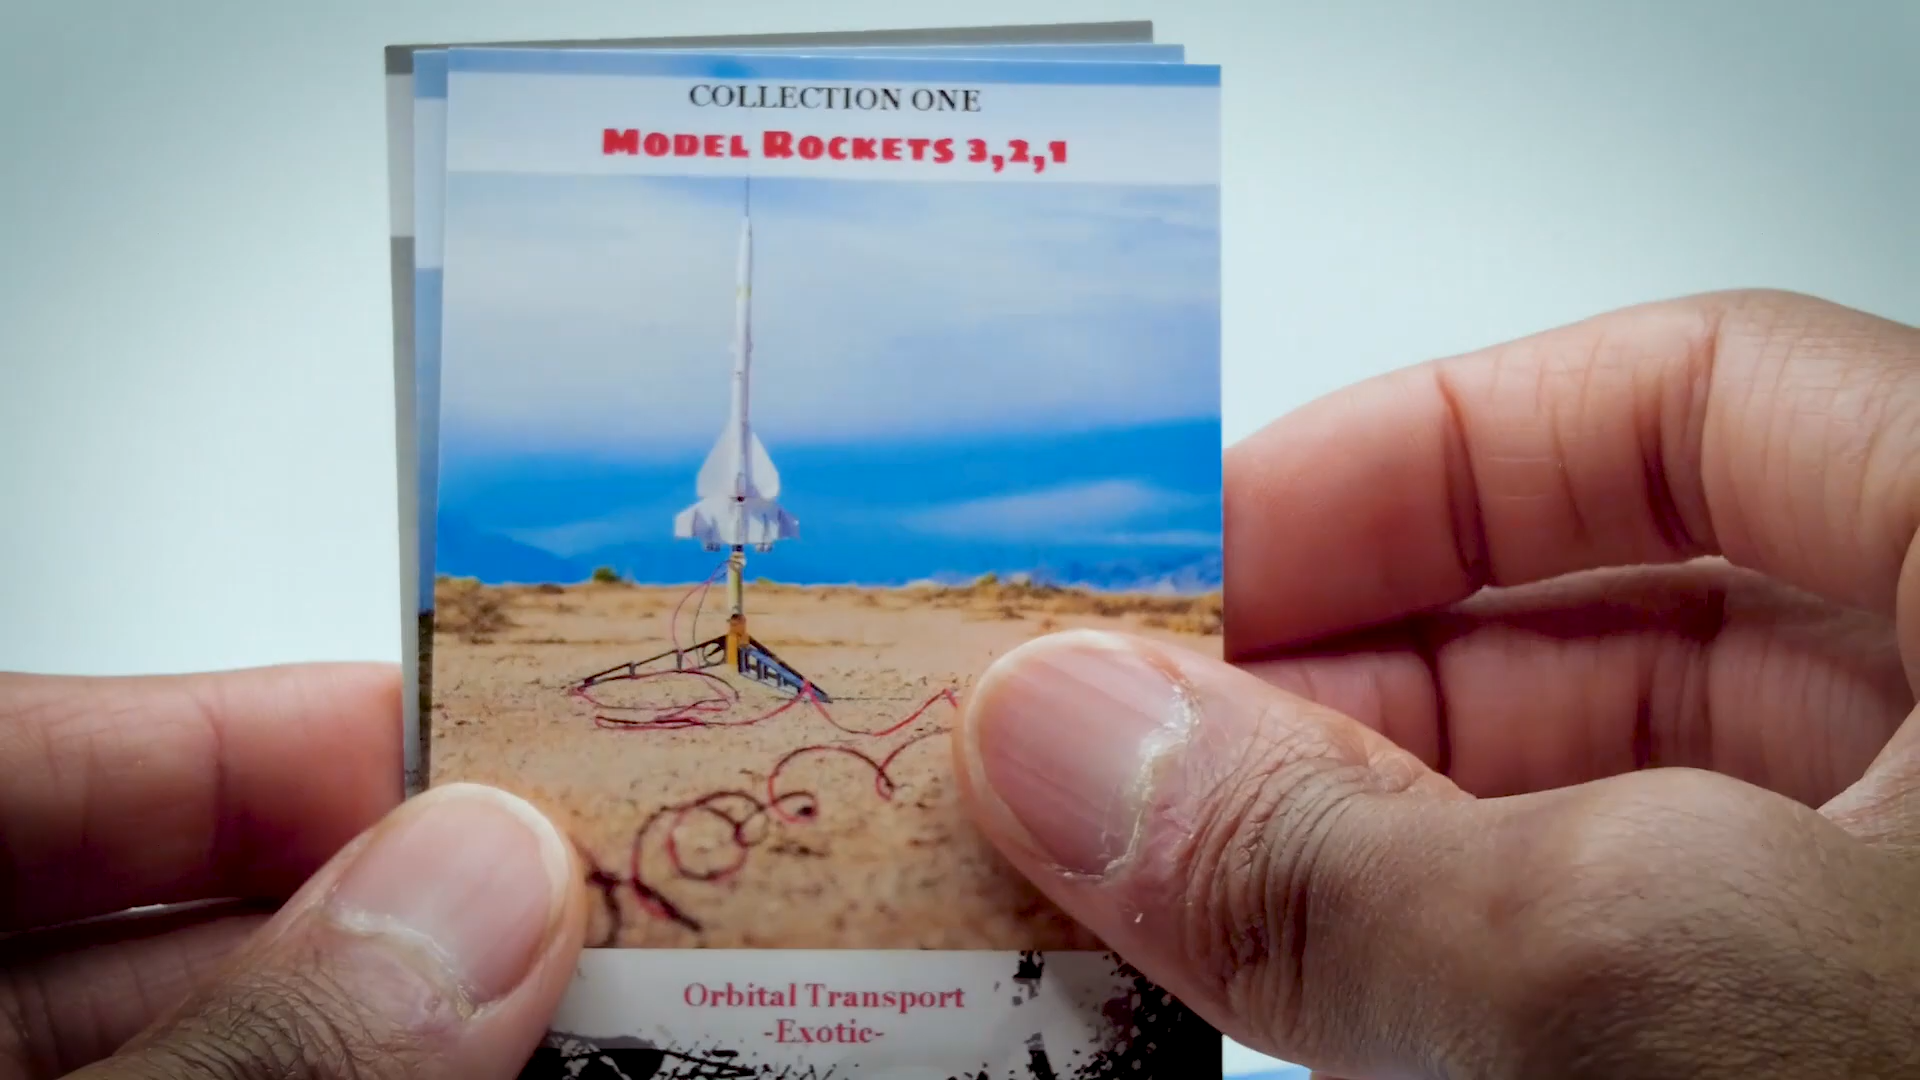 COLLECTION ONE
MODEL ROCKETS 3,2,1
Orbital Transport
-Exotic-